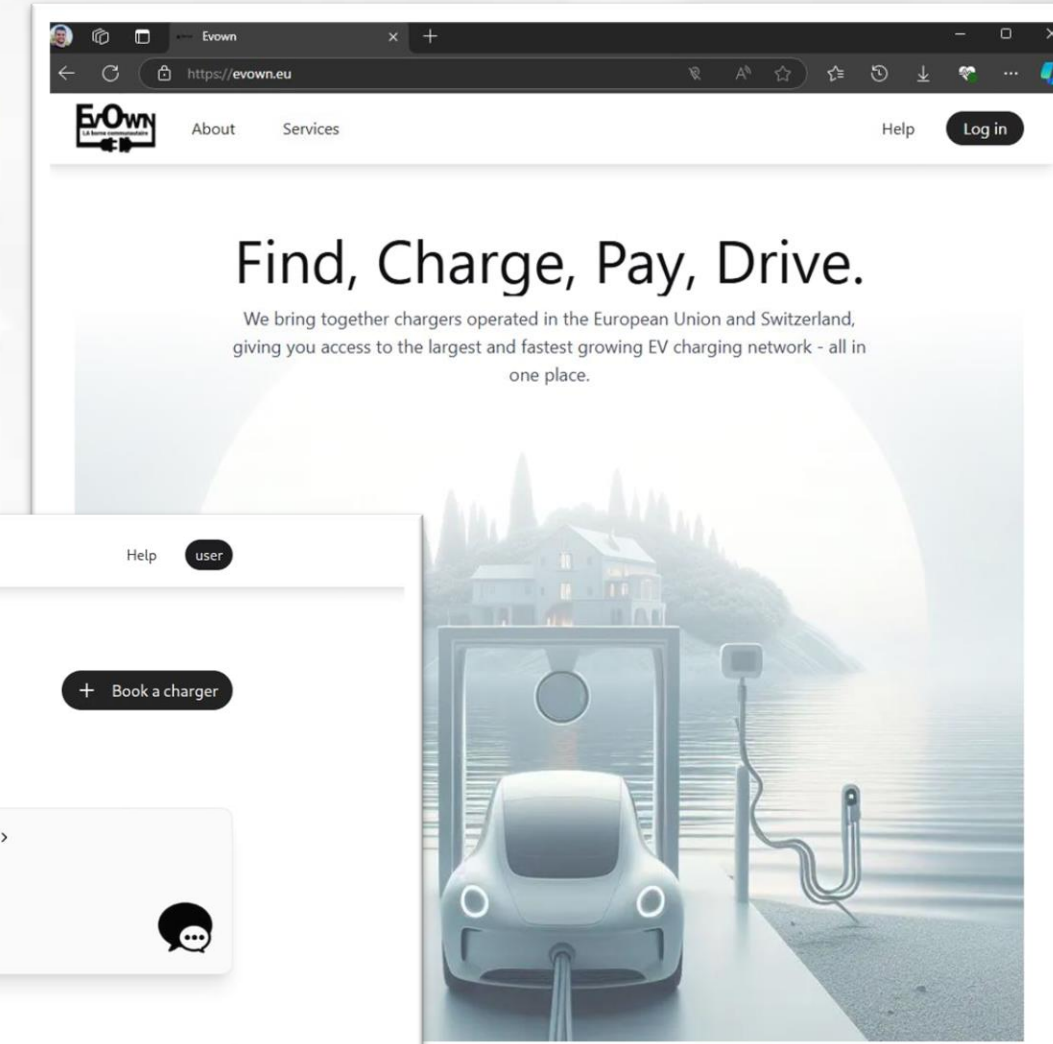 Evown
https://evown.eu
EvOwn
LA borne communautaire
About
Services
Help
Log in
Find, Charge, Pay, Drive.
We bring together chargers operated in the European Union and Switzerland,
giving you access to the largest and fastest growing EV charging network - all in
one place.
Help
user
+ Book a charger
>